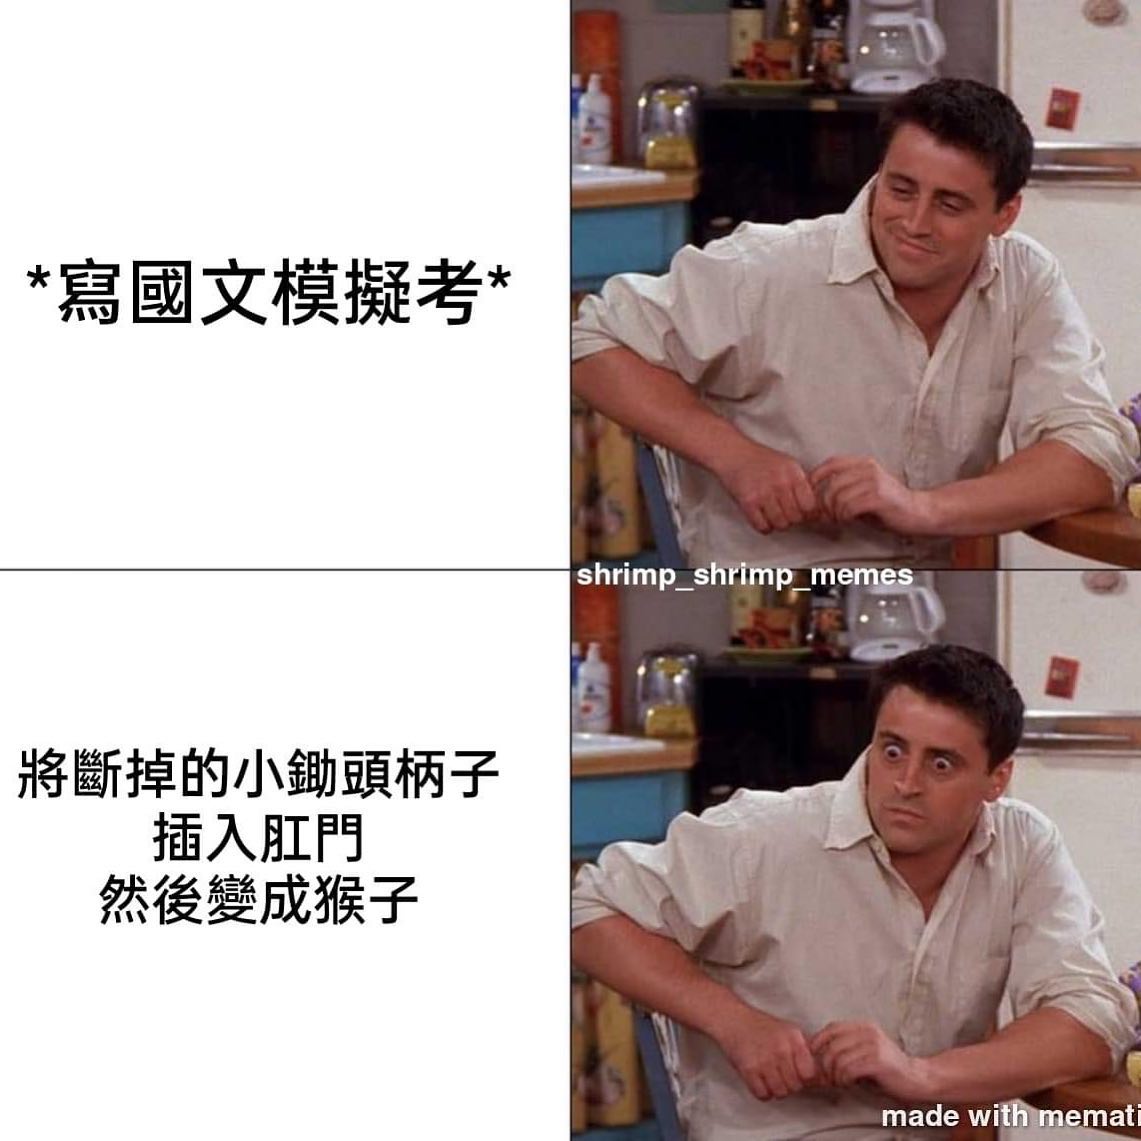 *寫國文模擬考*
shrimp_shrimp_memes
將斷掉的小鋤頭柄子
插入肛門
然後變成猴子
made with memati